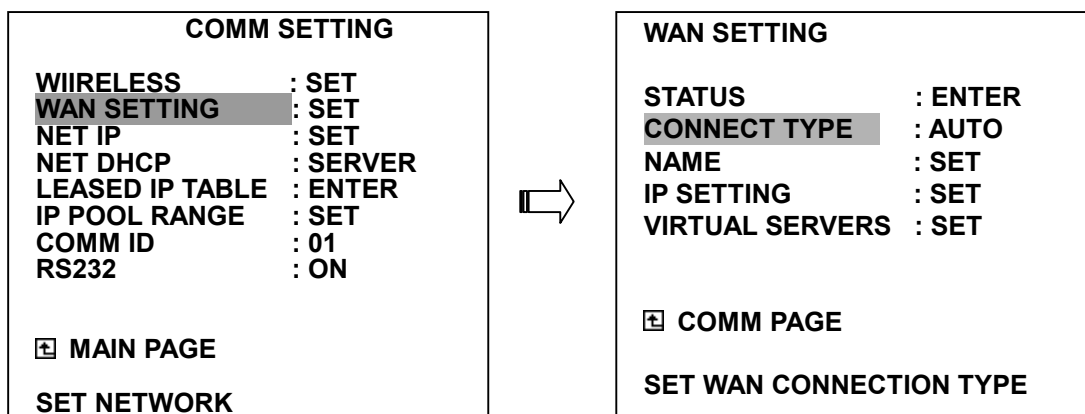 COMM SETTING
WIIRELESS : SET
WAN SETTING : SET
NET IP : SET
NET DHCP : SERVER
LEASED IP TABLE : ENTER
IP POOL RANGE : SET
COMM ID : 01
RS232 : ON
MAIN PAGE
SET NETWORK
WAN SETTING
STATUS : ENTER
CONNECT TYPE : AUTO
NAME : SET
IP SETTING : SET
VIRTUAL SERVERS : SET
COMM PAGE
SET WAN CONNECTION TYPE